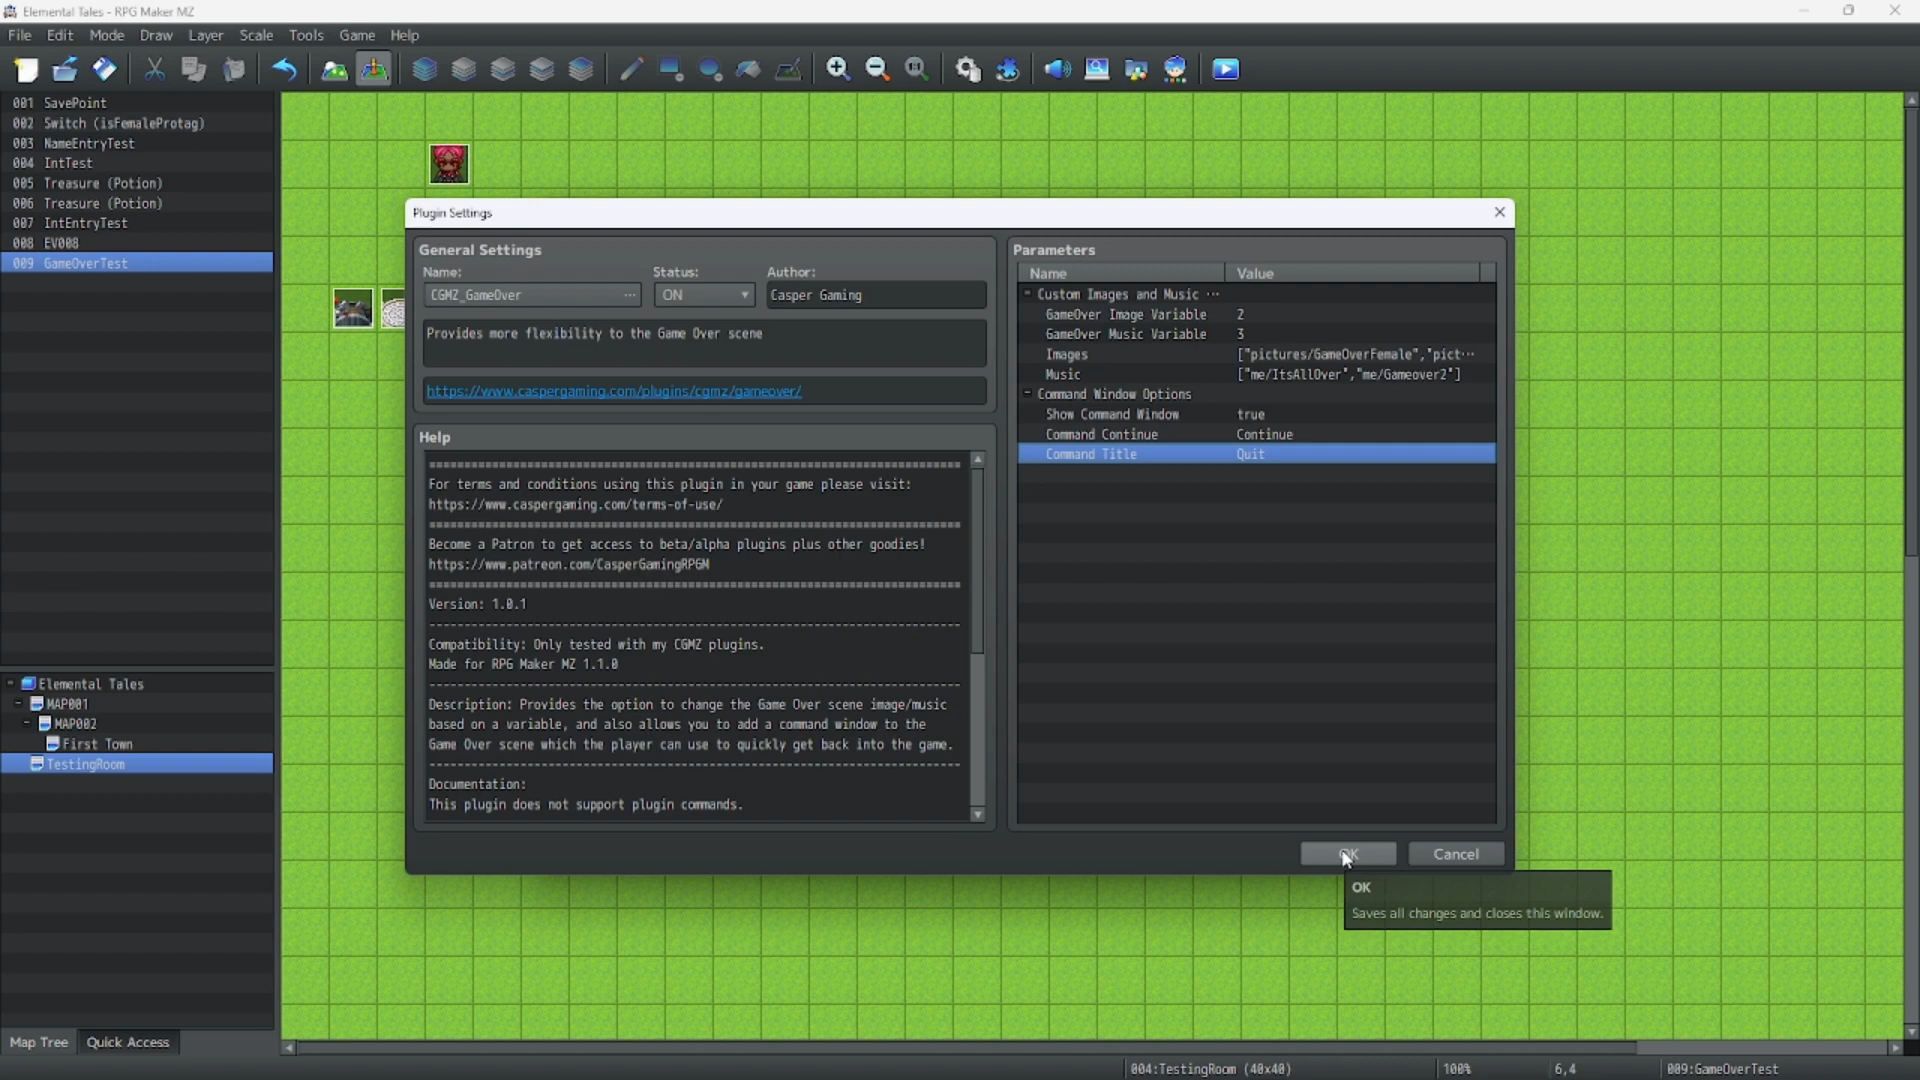 Elemental Tales - RPG Maker MZ
File Edit Mode Draw Layer Scale Tools Game Help
001 SavePoint
002 Switch (isFemaleProtag)
003 NameEntryTest
004 IntTest
005 Treasure (Potion)
006 Treasure (Potion)
007 IntEntryTest
008 EV008
009 GameOverTest
Elemental Tales
MAP001
MAP002
First Town
TestingRoom
Map Tree Quick Access
Plugin Settings
General Settings
Name: Status: Author:
CGMZ_GameOver ... ON Casper Gaming
Provides more flexibility to the Game Over scene
https://www.caspergaming.com/plugins/cgmz/gameover/
Help
For terms and conditions using this plugin in your game please visit:
https://www.caspergaming.com/terms-of-use/
Become a Patron to get access to beta/alpha plugins plus other goodies!
https://www.patreon.com/CasperGamingRPGM
Version: 1.0.1
Compatibility: Only tested with my CGMZ plugins.
Made for RPG Maker MZ 1.1.0
Description: Provides the option to change the Game Over scene image/music
based on a variable, and also allows you to add a command window to the
Game Over scene which the player can use to quickly get back into the game.
Documentation:
This plugin does not support plugin commands.
Parameters
Name Value
Custom Images and Music ...
GameOver Image Variable 2
GameOver Music Variable 3
Images ["pictures/GameOverFemale","pict...
Music ["me/ItsAllOver","me/Gameover2"]
Command Window Options
Show Command Window true
Command Continue Continue
Command Title Quit
OK Cancel
OK
Saves all changes and closes this window.
004:TestingRoom (40x40) 100% 6,4 009:GameOverTest